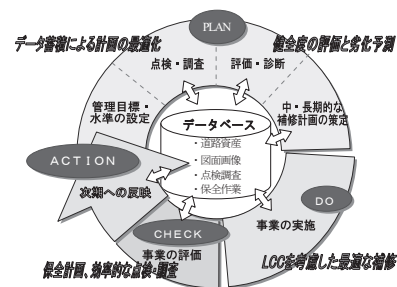 PLAN
データ蓄積による計画の最適化
健全度の評価と劣化予測
点検・調査
評価・診断
管理目標・
水準の設定
中・長期的な
補修計画の策定
データベース
・道路資産
・図面画像
・点検調査
・保全作業
ACTION
次期への反映
DO
事業の実施
CHECK
事業の評価
保全計画、効率的な点検・調査
LCCを考慮した最適な補修